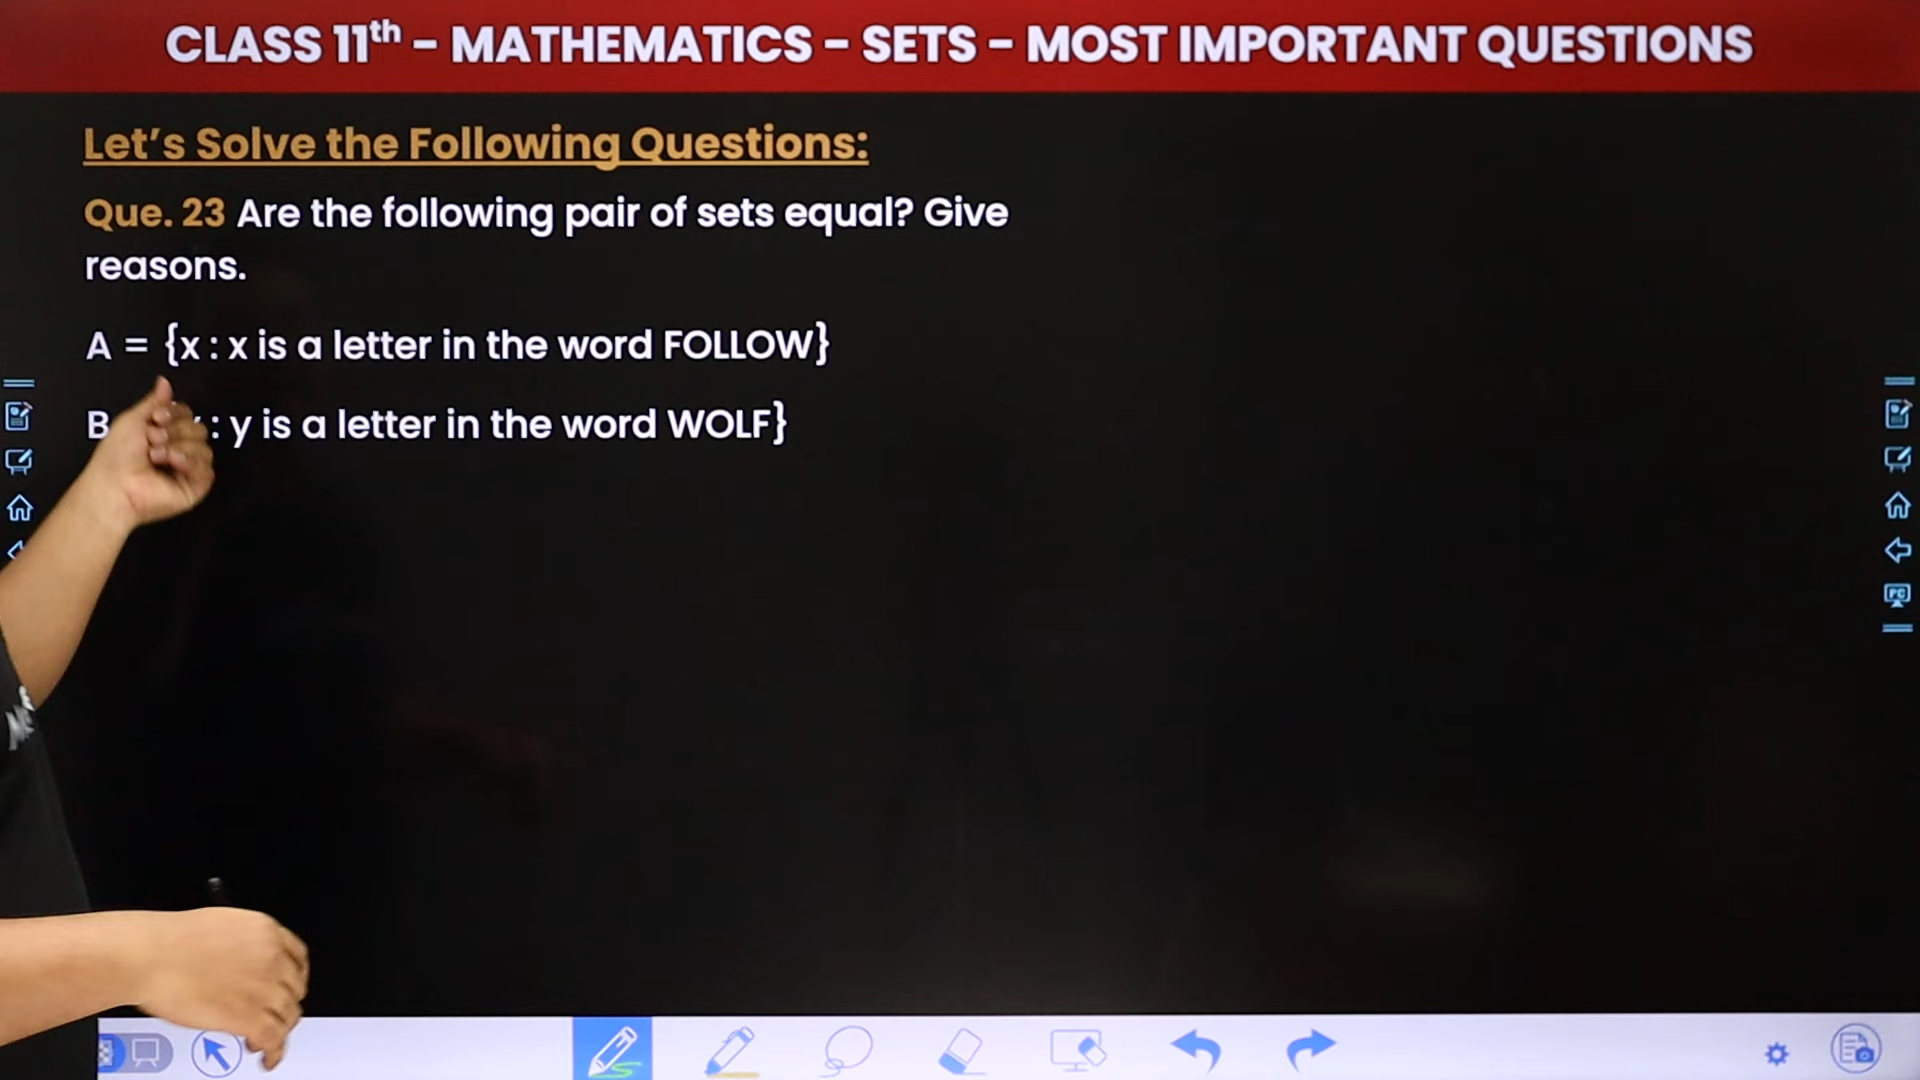 CLASS 11th - MATHEMATICS - SETS - MOST IMPORTANT QUESTIONS
Let's Solve the Following Questions:
Que. 23 Are the following pair of sets equal? Give
reasons.
A = {x : x is a letter in the word FOLLOW}
B : y is a letter in the word WOLF}
PC